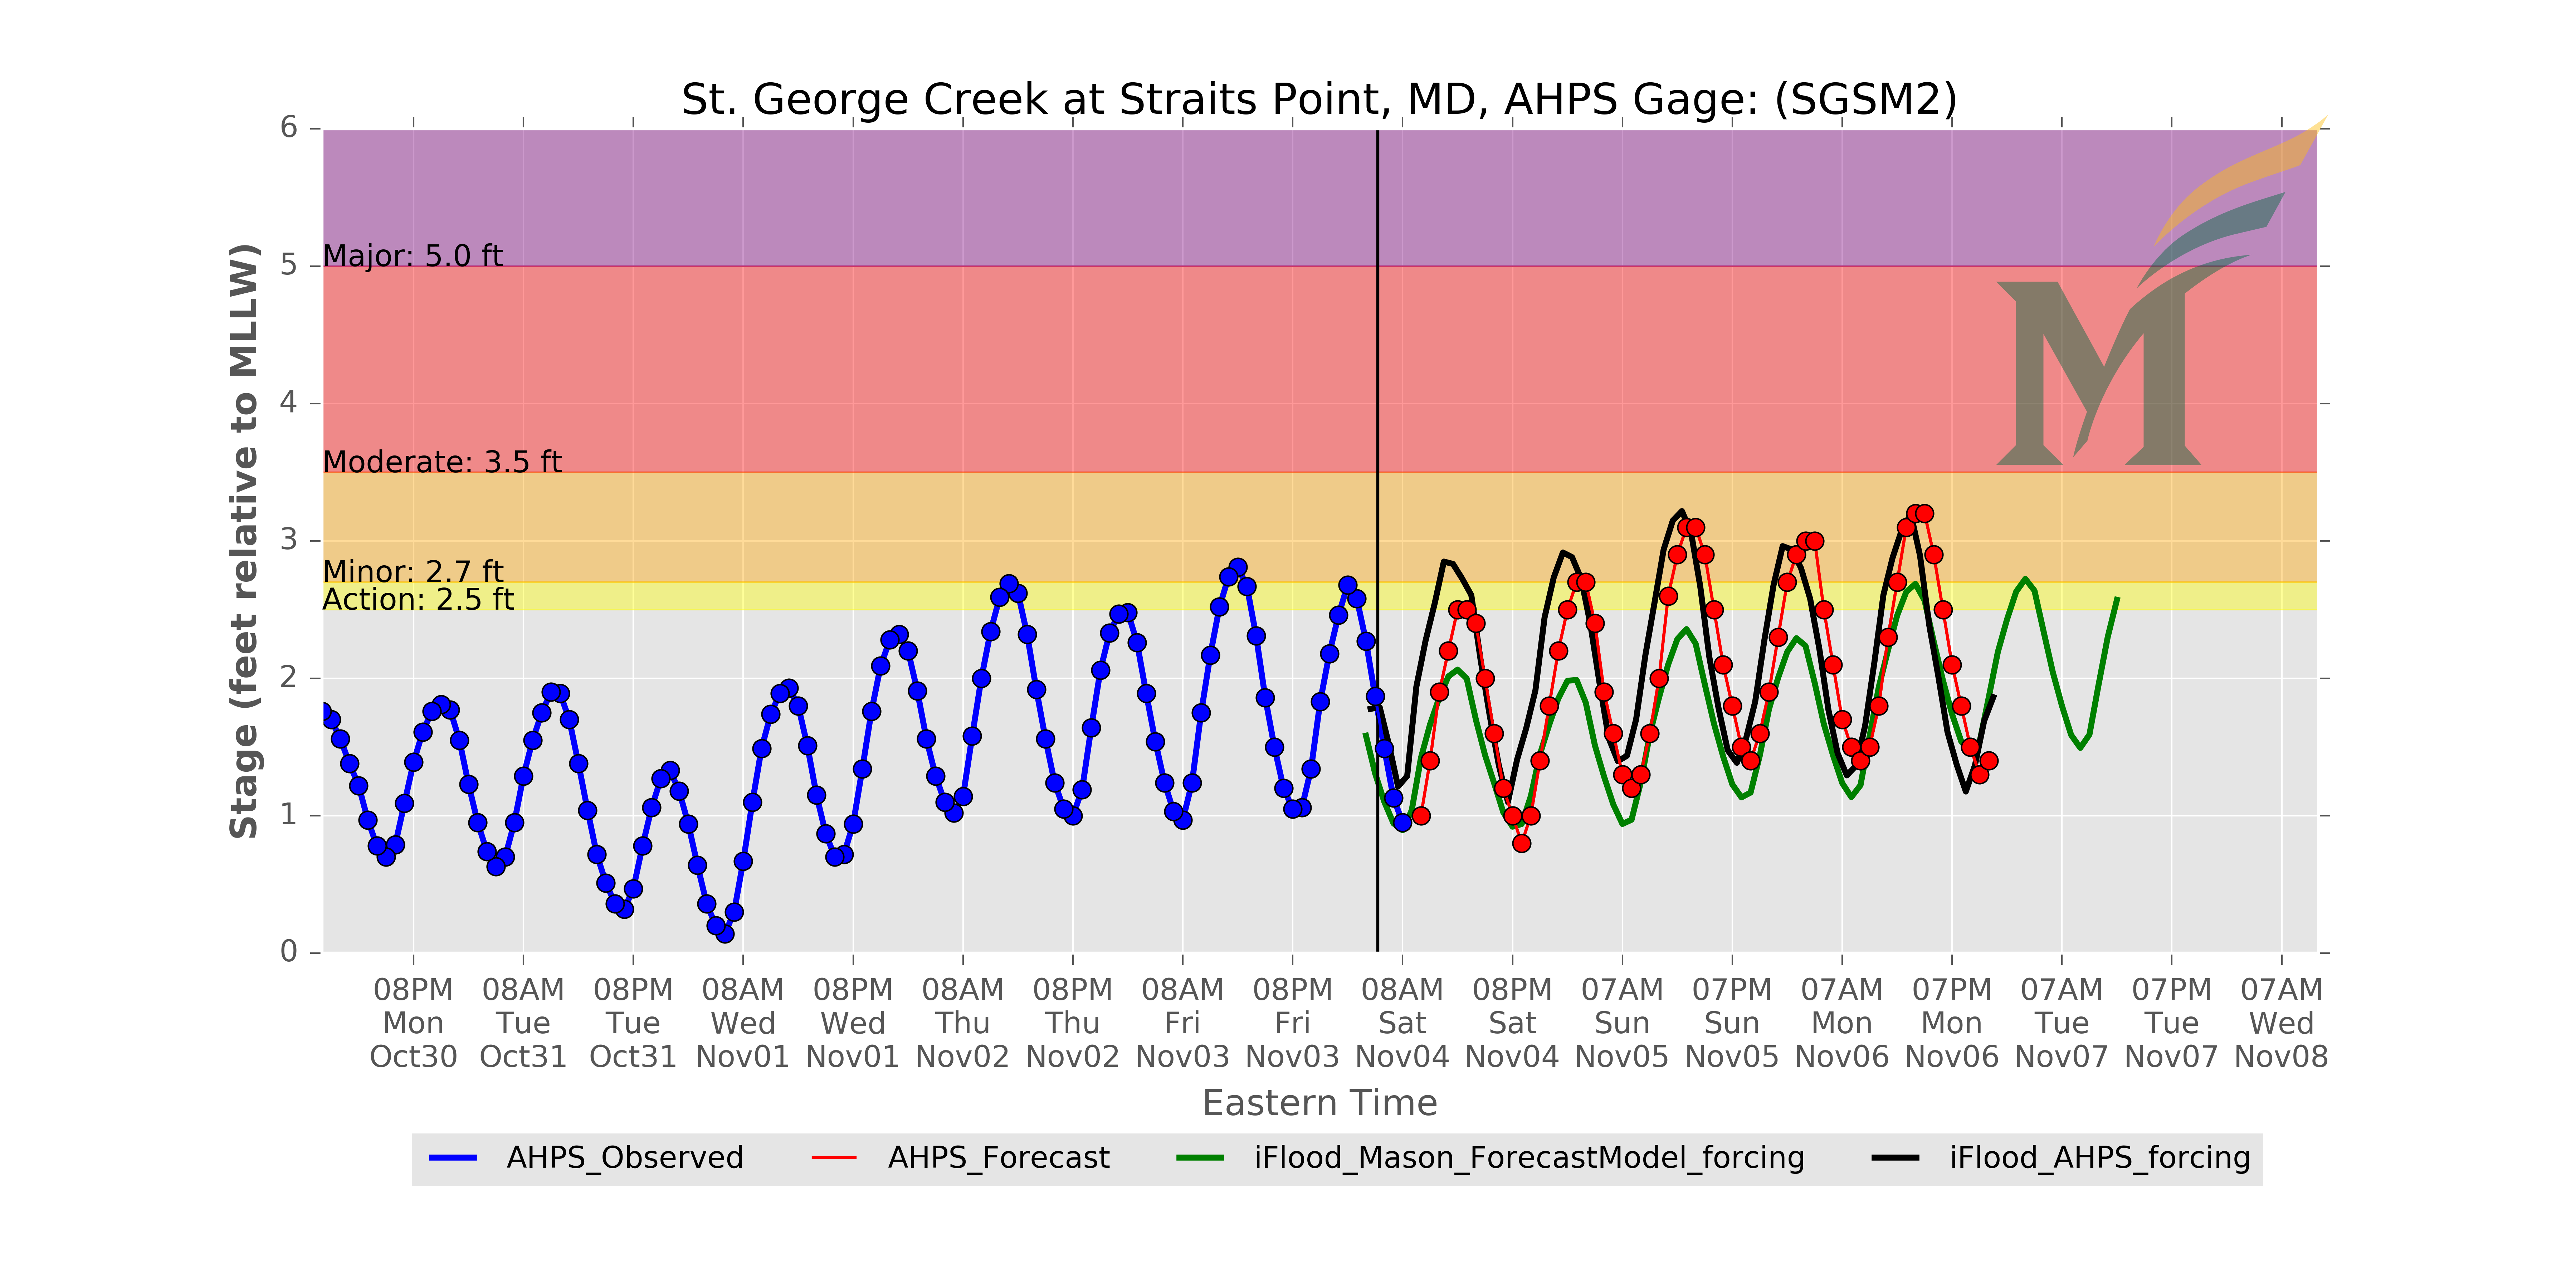 St. George Creek at Straits Point, MD, AHPS Gage: (SGSM2)
Stage (feet relative to MLLW)
6
5
4
3
2
1
0
Major: 5.0 ft
Moderate: 3.5 ft
Minor: 2.7 ft
Action: 2.5 ft
M
08PM 08AM 08PM 08AM 08PM 08AM 08PM 08AM 08PM 08AM 08PM 07AM 07PM 07AM 07PM 07AM 07PM 07AM
Mon Tue Tue Wed Wed Thu Thu Fri Fri Sat Sat Sun Sun Mon Mon Tue Tue Wed
Oct30 Oct31 Oct31 Nov01 Nov01 Nov02 Nov02 Nov03 Nov03 Nov04 Nov04 Nov05 Nov05 Nov06 Nov06 Nov07 Nov07 Nov08
Eastern Time
AHPS_Observed AHPS_Forecast iFlood_Mason_ForecastModel_forcing iFlood_AHPS_forcing